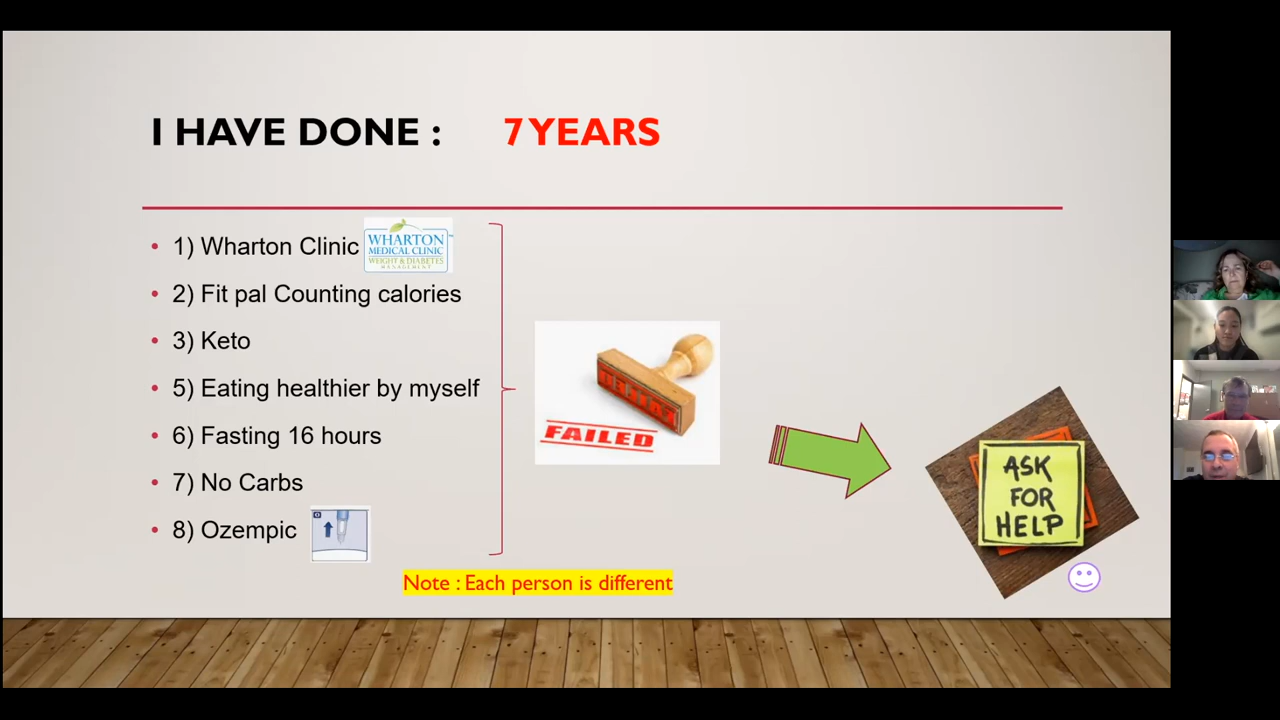 I HAVE DONE : 7 YEARS
• 1) Wharton Clinic
WHARTON
MEDICAL CLINIC
WEIGHT & DIABETES
MANAGEMENT
TM
• 2) Fit pal Counting calories
• 3) Keto
• 5) Eating healthier by myself
• 6) Fasting 16 hours
• 7) No Carbs
• 8) Ozempic
FAILED
ASK
FOR
HELP
Note : Each person is different